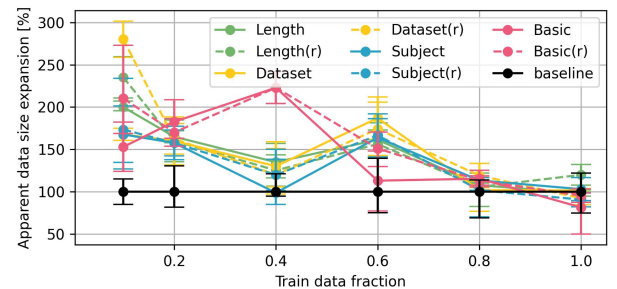 Apparent data size expansion [%]
300
250
200
150
100
50
Length
Length(r)
Dataset
Dataset(r)
Subject
Subject(r)
Basic
Basic(r)
baseline
0.2
0.4
0.6
0.8
1.0
Train data fraction